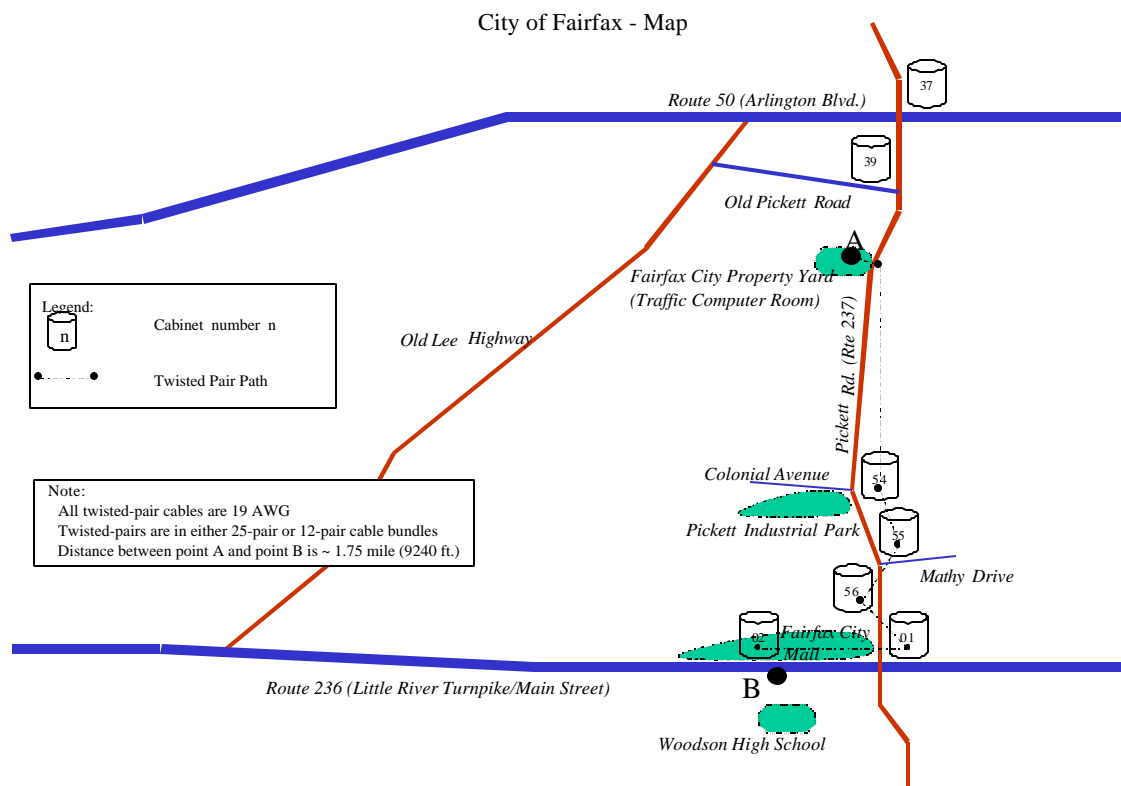 City of Fairfax - Map
37
Route 50 (Arlington Blvd.)
39
Old Pickett Road
A
Fairfax City Property Yard
(Traffic Computer Room)
Legend:
n
Cabinet number n
Twisted Pair Path
Old Lee Highway
Pickett Rd. (Rte 237)
Colonial Avenue
54
Note:
All twisted-pair cables are 19 AWG
Twisted-pairs are in either 25-pair or 12-pair cable bundles
Distance between point A and point B is ~ 1.75 mile (9240 ft.)
Pickett Industrial Park
55
Mathy Drive
56
02
Fairfax City
Mall
01
Route 236 (Little River Turnpike/Main Street)
B
Woodson High School